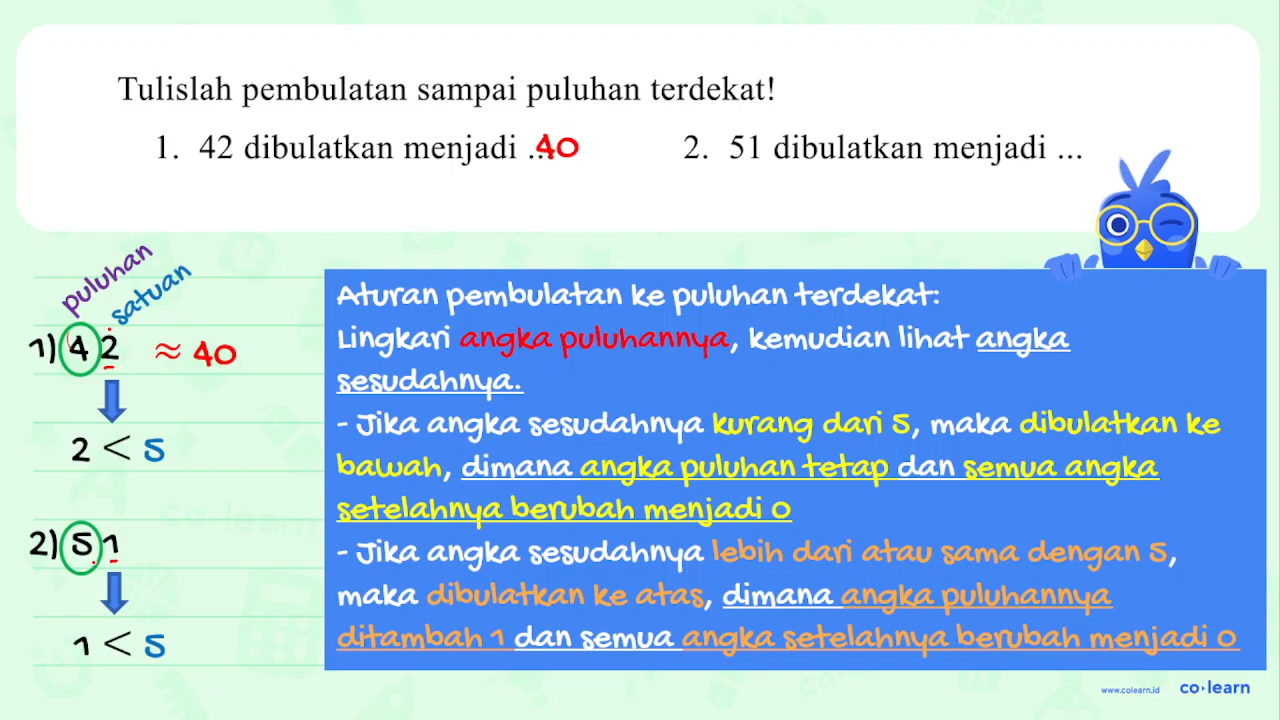 Tulislah pembulatan sampai puluhan terdekat!
1. 42 dibulatkan menjadi ... 40
2. 51 dibulatkan menjadi ...
puluhan
satuan
1) 42 ≈ 40
2 < 5
2) 51
1 < 5
Aturan pembulatan ke puluhan terdekat:
Lingkari angka puluhannya, kemudian lihat angka
sesudahnya.
- Jika angka sesudahnya kurang dari 5, maka dibulatkan ke
bawah, dimana angka puluhan tetap dan semua angka
setelahnya berubah menjadi 0
- Jika angka sesudahnya lebih dari atau sama dengan 5,
maka dibulatkan ke atas, dimana angka puluhannya
ditambah 1 dan semua angka setelahnya berubah menjadi 0
co·learn
www.colearn.id co·learn